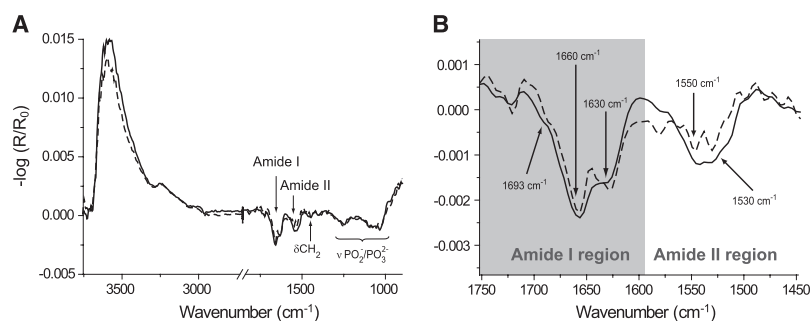 A
B
-log (R/R₀)
0.015
0.010
0.005
0.000
-0.005
Amide I
Amide II
δCH₂
ν PO₂⁻/PO₃²⁻
3500
3000
1500
1000
Wavenumber (cm⁻¹)
0.001
0.000
-0.001
-0.002
-0.003
1660 cm⁻¹
1630 cm⁻¹
1550 cm⁻¹
1693 cm⁻¹
1530 cm⁻¹
Amide I region
Amide II region
1750
1700
1650
1600
1550
1500
1450
Wavenumber (cm⁻¹)